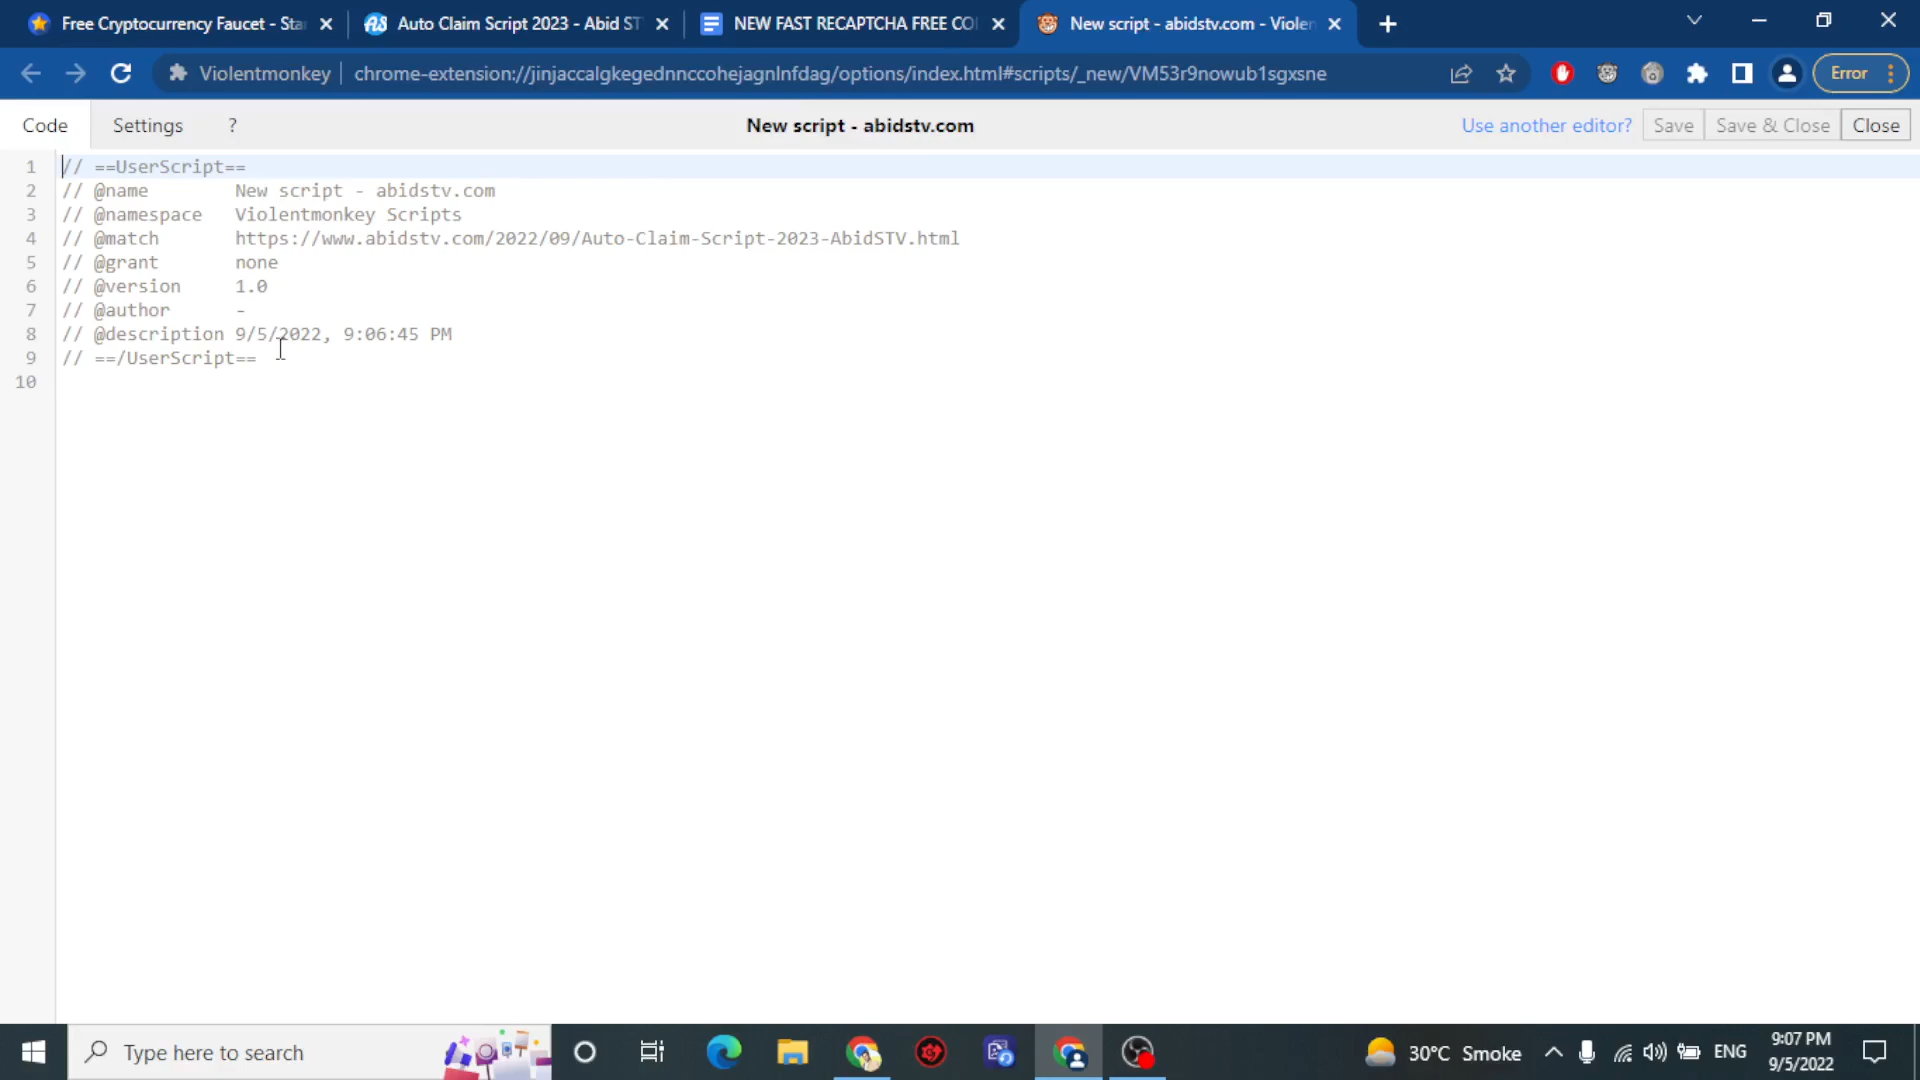 Free Cryptocurrency Faucet - Sta
Auto Claim Script 2023 - Abid ST
NEW FAST RECAPTCHA FREE CO
New script - abidstv.com - Violen
Violentmonkey
chrome-extension://jinjaccalgkegednnccohejagnlnfdag/options/index.html#scripts/_new/VM53r9nowub1sgxsne
Error
Code
Settings
?
New script - abidstv.com
Use another editor?
Save
Save & Close
Close
1 // ==UserScript==
2 // @name        New script - abidstv.com
3 // @namespace   Violentmonkey Scripts
4 // @match       https://www.abidstv.com/2022/09/Auto-Claim-Script-2023-AbidSTV.html
5 // @grant       none
6 // @version     1.0
7 // @author      -
8 // @description 9/5/2022, 9:06:45 PM
9 // ==/UserScript==
10
Type here to search
30°C Smoke
ENG
9:07 PM
9/5/2022